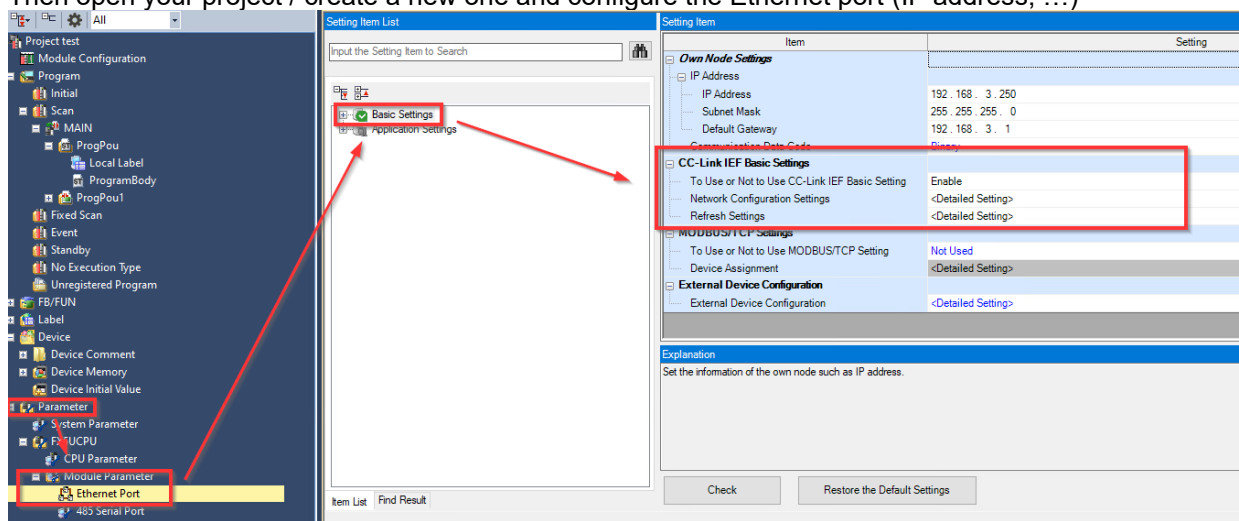 Then open your project / create a new one and configure the Ethernet port (IP address, …)
All
Project test
Module Configuration
Program
Initial
Scan
MAIN
ProgPou
Local Label
ProgramBody
ProgPou1
Fixed Scan
Event
Standby
No Execution Type
Unregistered Program
FB/FUN
Label
Device
Device Comment
Device Memory
Device Initial Value
Parameter
System Parameter
FX5UCPU
CPU Parameter
Module Parameter
Ethernet Port
485 Serial Port
Setting Item List
Input the Setting Item to Search
Basic Settings
Application Settings
Item List Find Result
Setting Item
Item Setting
Own Node Settings
IP Address
IP Address 192 . 168 . 3 . 250
Subnet Mask 255 . 255 . 255 . 0
Default Gateway 192 . 168 . 3 . 1
Communication Data Code Binary
CC-Link IEF Basic Settings
To Use or Not to Use CC-Link IEF Basic Setting Enable
Network Configuration Settings <Detailed Setting>
Refresh Settings <Detailed Setting>
MODBUS/TCP Settings
To Use or Not to Use MODBUS/TCP Setting Not Used
Device Assignment <Detailed Setting>
External Device Configuration
External Device Configuration <Detailed Setting>
Explanation
Set the information of the own node such as IP address.
Check Restore the Default Settings